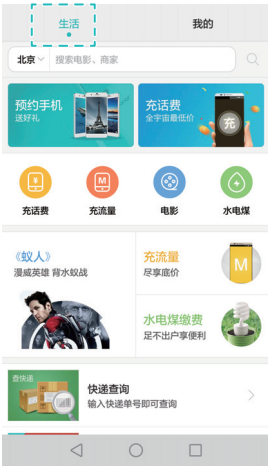 生活 我的
北京 搜索电影、商家
预约手机
送好礼
充话费
全宇宙最低价
充
充话费 充流量 电影 水电煤
《蚁人》
漫威英雄 背水蚁战
充流量
尽享底价
M
水电煤缴费
足不出户享便利
查快递
快递查询
输入快递单号即可查询